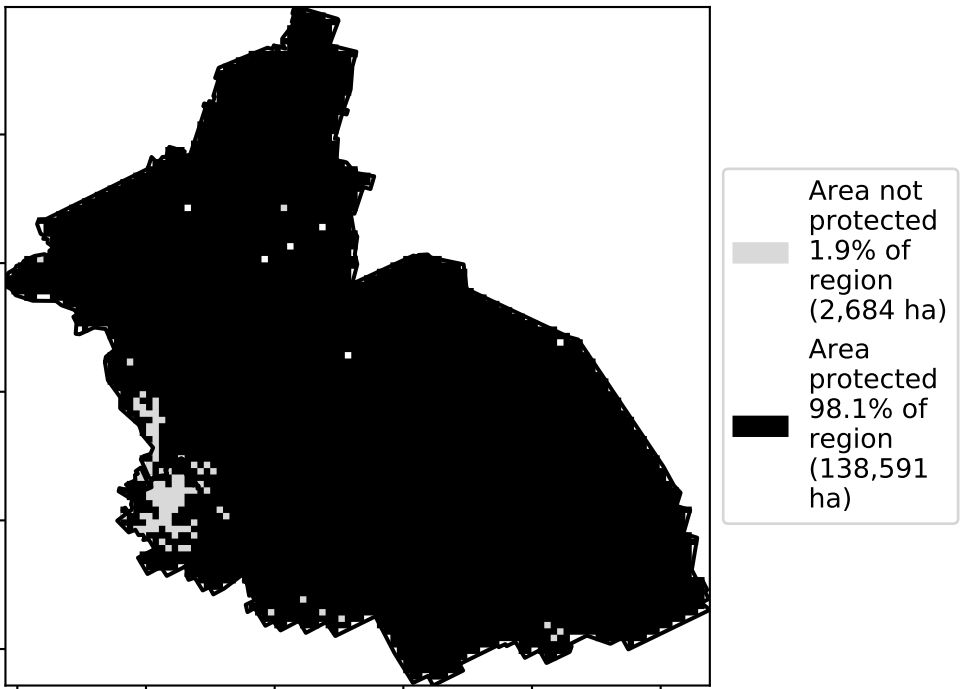 Area not
protected
1.9% of
region
(2,684 ha)
Area
protected
98.1% of
region
(138,591
ha)